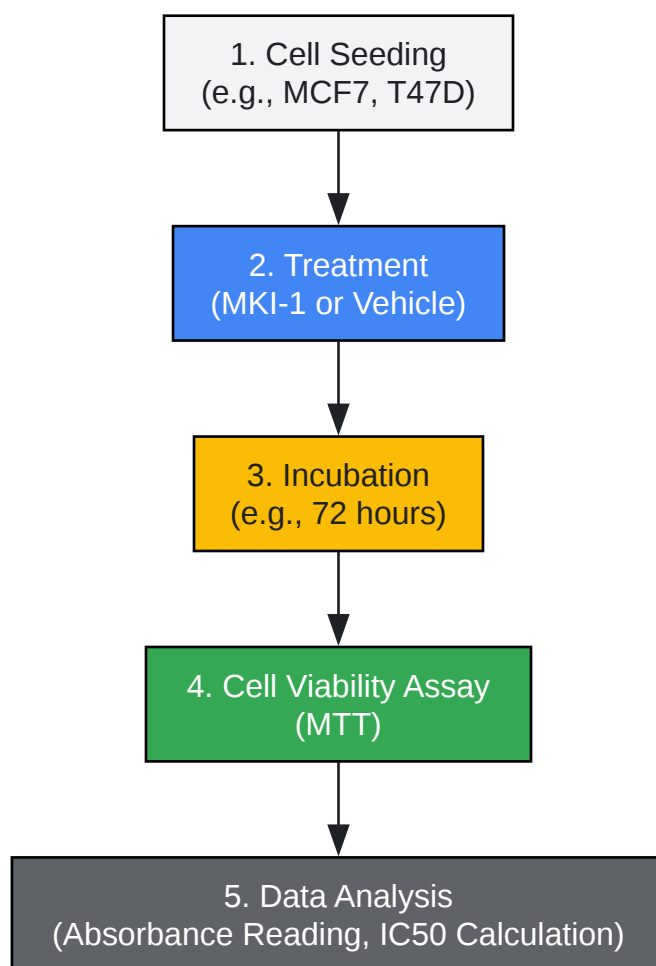 1. Cell Seeding
(e.g., MCF7, T47D)
2. Treatment
(MKI-1 or Vehicle)
3. Incubation
(e.g., 72 hours)
4. Cell Viability Assay
(MTT)
5. Data Analysis
(Absorbance Reading, IC50 Calculation)